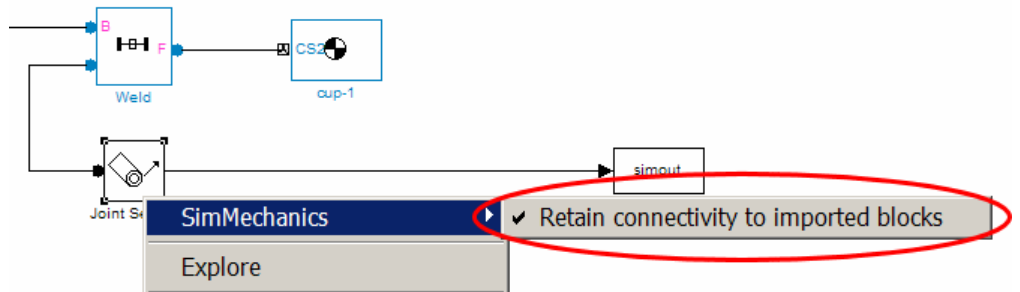 B
F
CS2
Weld
cup-1
simout
Joint Se
SimMechanics
✔ Retain connectivity to imported blocks
Explore